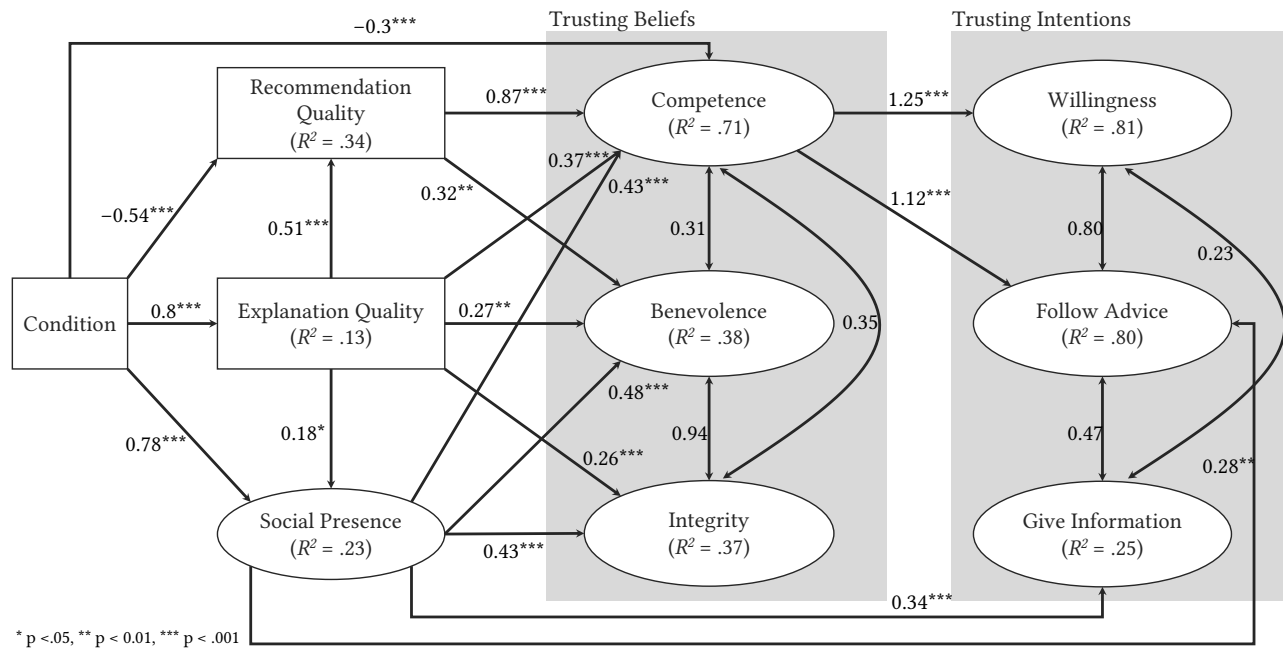 Trusting Beliefs
Trusting Intentions
−0.3***
Recommendation
Quality
(R² = .34)
0.87***
Competence
(R² = .71)
1.25***
Willingness
(R² = .81)
0.37***
0.43***
0.32**
−0.54***
0.51***
1.12***
0.31
0.80
0.23
Condition
0.8***
Explanation Quality
(R² = .13)
0.27**
Benevolence
(R² = .38)
0.35
Follow Advice
(R² = .80)
0.48***
0.78***
0.18*
0.94
0.47
0.26***
0.28**
Social Presence
(R² = .23)
0.43***
Integrity
(R² = .37)
Give Information
(R² = .25)
0.34***
* p <.05, ** p < 0.01, *** p < .001